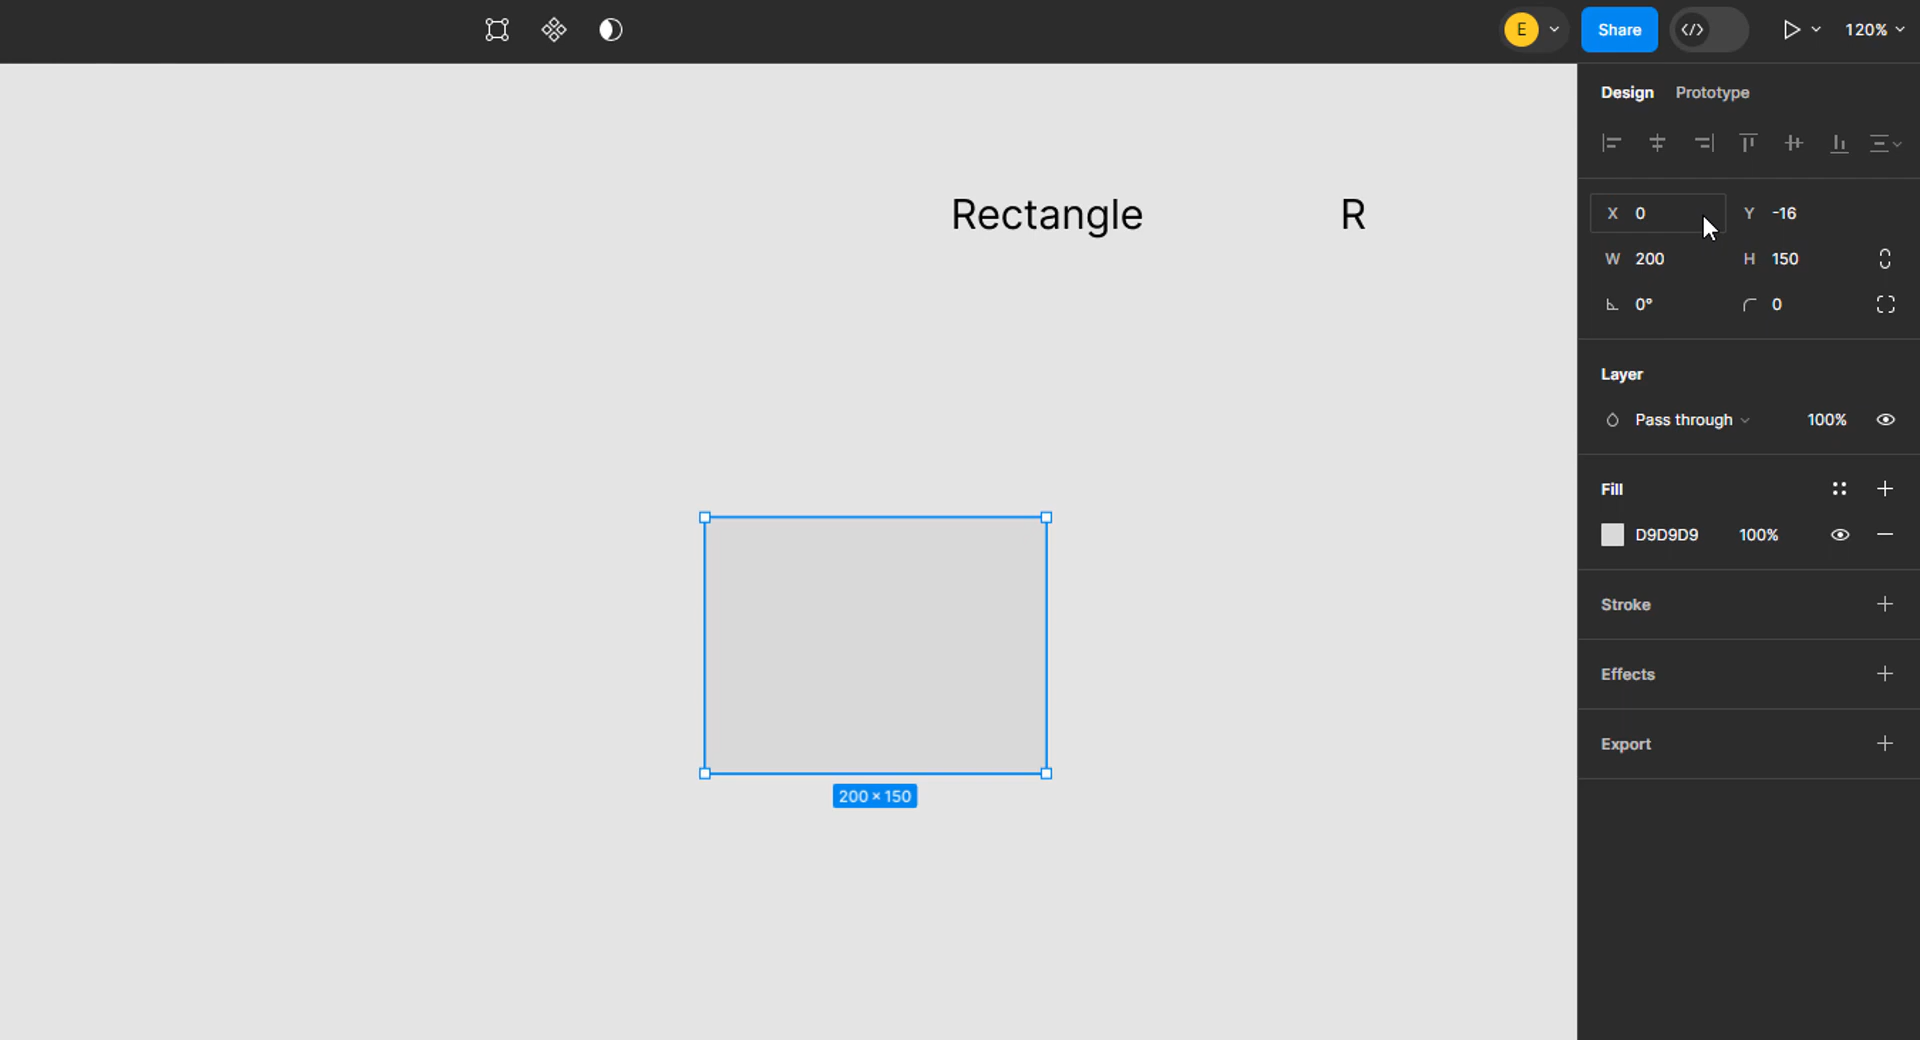 E Share 120%
Design Prototype
X 0 Y -16
Rectangle R
W 200 H 150
0° 0
Layer
Pass through 100%
Fill
D9D9D9 100%
Stroke
Effects
Export
200 × 150